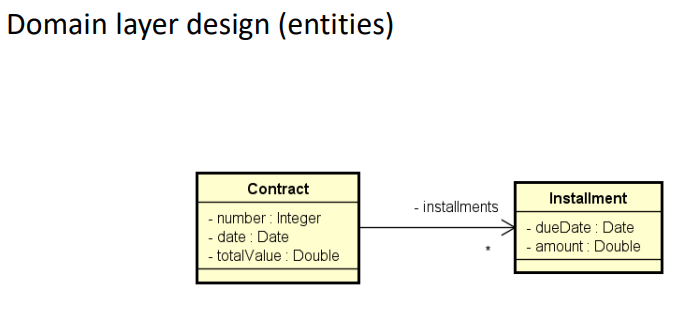 Domain layer design (entities)
Contract
- number : Integer
- date : Date
- totalValue : Double
- installments
*
Installment
- dueDate : Date
- amount : Double